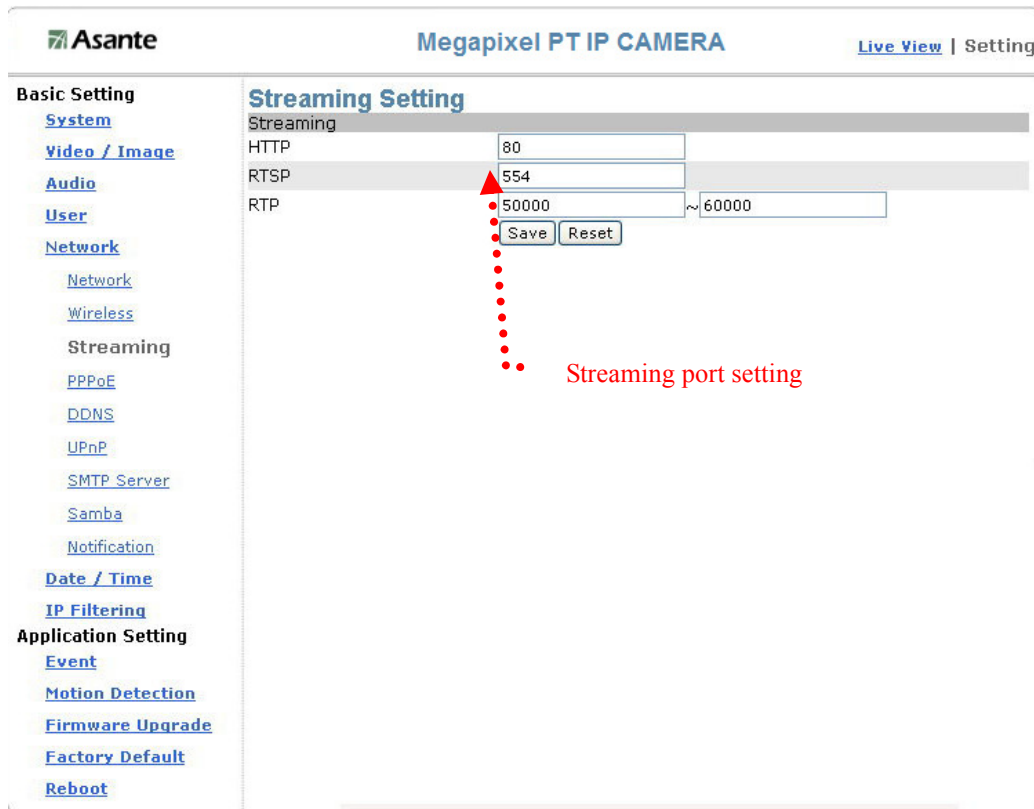 Asante
Megapixel PT IP CAMERA
Live View | Setting
Basic Setting
System
Video / Image
Audio
User
Network
Network
Wireless
Streaming
PPPoE
DDNS
UPnP
SMTP Server
Samba
Notification
Date / Time
IP Filtering
Application Setting
Event
Motion Detection
Firmware Upgrade
Factory Default
Reboot
Streaming Setting
Streaming
HTTP 80
RTSP 554
RTP 50000 ~ 60000
Save Reset
Streaming port setting